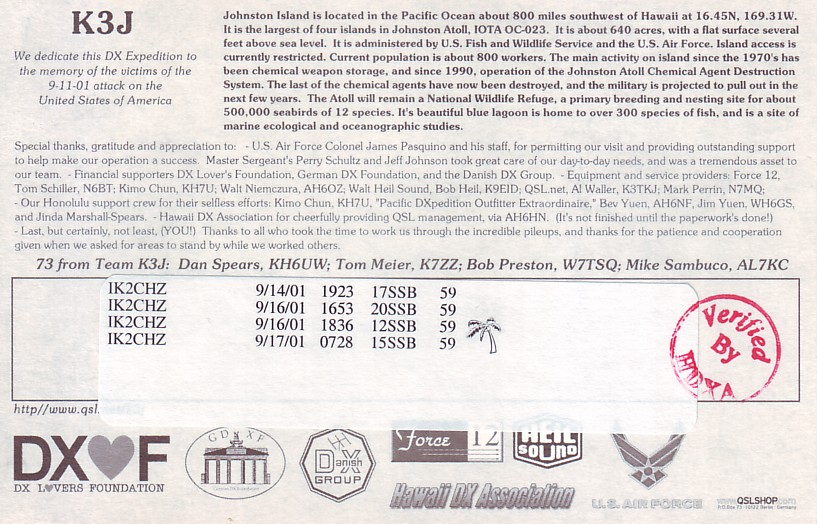 K3J
We dedicate this DX Expedition to
the memory of the victims of the
9-11-01 attack on the
United States of America
Johnston Island is located in the Pacific Ocean about 800 miles southwest of Hawaii at 16.45N, 169.31W.
It is the largest of four islands in Johnston Atoll, IOTA OC-023. It is about 640 acres, with a flat surface several
feet above sea level. It is administered by U.S. Fish and Wildlife Service and the U.S. Air Force. Island access is
currently restricted. Current population is about 800 workers. The main activity on island since the 1970's has
been chemical weapon storage, and since 1990, operation of the Johnston Atoll Chemical Agent Destruction
System. The last of the chemical agents have now been destroyed, and the military is projected to pull out in the
next few years. The Atoll will remain a National Wildlife Refuge, a primary breeding and nesting site for about
500,000 seabirds of 12 species. It's beautiful blue lagoon is home to over 300 species of fish, and is a site of
marine ecological and oceanographic studies.
Special thanks, gratitude and appreciation to: - U.S. Air Force Colonel James Pasquino and his staff, for permitting our visit and providing outstanding support
to help make our operation a success. Master Sergeant's Perry Schultz and Jeff Johnson took great care of our day-to-day needs, and was a tremendous asset to
our team. - Financial supporters DX Lover's Foundation, German DX Foundation, and the Danish DX Group. - Equipment and service providers: Force 12,
Tom Schiller, N6BT; Kimo Chun, KH7U; Walt Niemczura, AH6OZ; Walt Heil Sound, Bob Heil, K9EID; QSL.net, Al Waller, K3TKJ; Mark Perrin, N7MQ;
- Our Honolulu support crew for their selfless efforts: Kimo Chun, KH7U, "Pacific DXpedition Outfitter Extraordinaire," Bev Yuen, AH6NF, Jim Yuen, WH6GS,
and Jinda Marshall-Spears. - Hawaii DX Association for cheerfully providing QSL management, via AH6HN. (It's not finished until the paperwork's done!)
- Last, but certainly, not least, (YOU!) Thanks to all who took the time to work us through the incredible pileups, and thanks for the patience and cooperation
given when we asked for areas to stand by while we worked others.
73 from Team K3J: Dan Spears, KH6UW; Tom Meier, K7ZZ; Bob Preston, W7TSQ; Mike Sambuco, AL7KC
IK2CHZ 9/14/01 1923 17SSB 59
IK2CHZ 9/16/01 1653 20SSB 59
IK2CHZ 9/16/01 1836 12SSB 59
IK2CHZ 9/17/01 0728 15SSB 59
Verified
By
HDXA
http//www.qsl.
DX F
DX L VERS FOUNDATION
GDXF
German DX Foundation
Danish
DX
GROUP
Force 12
HEIL
SOUND
Hawaii DX Association
U.S. AIR FORCE
www.QSLSHOP.com